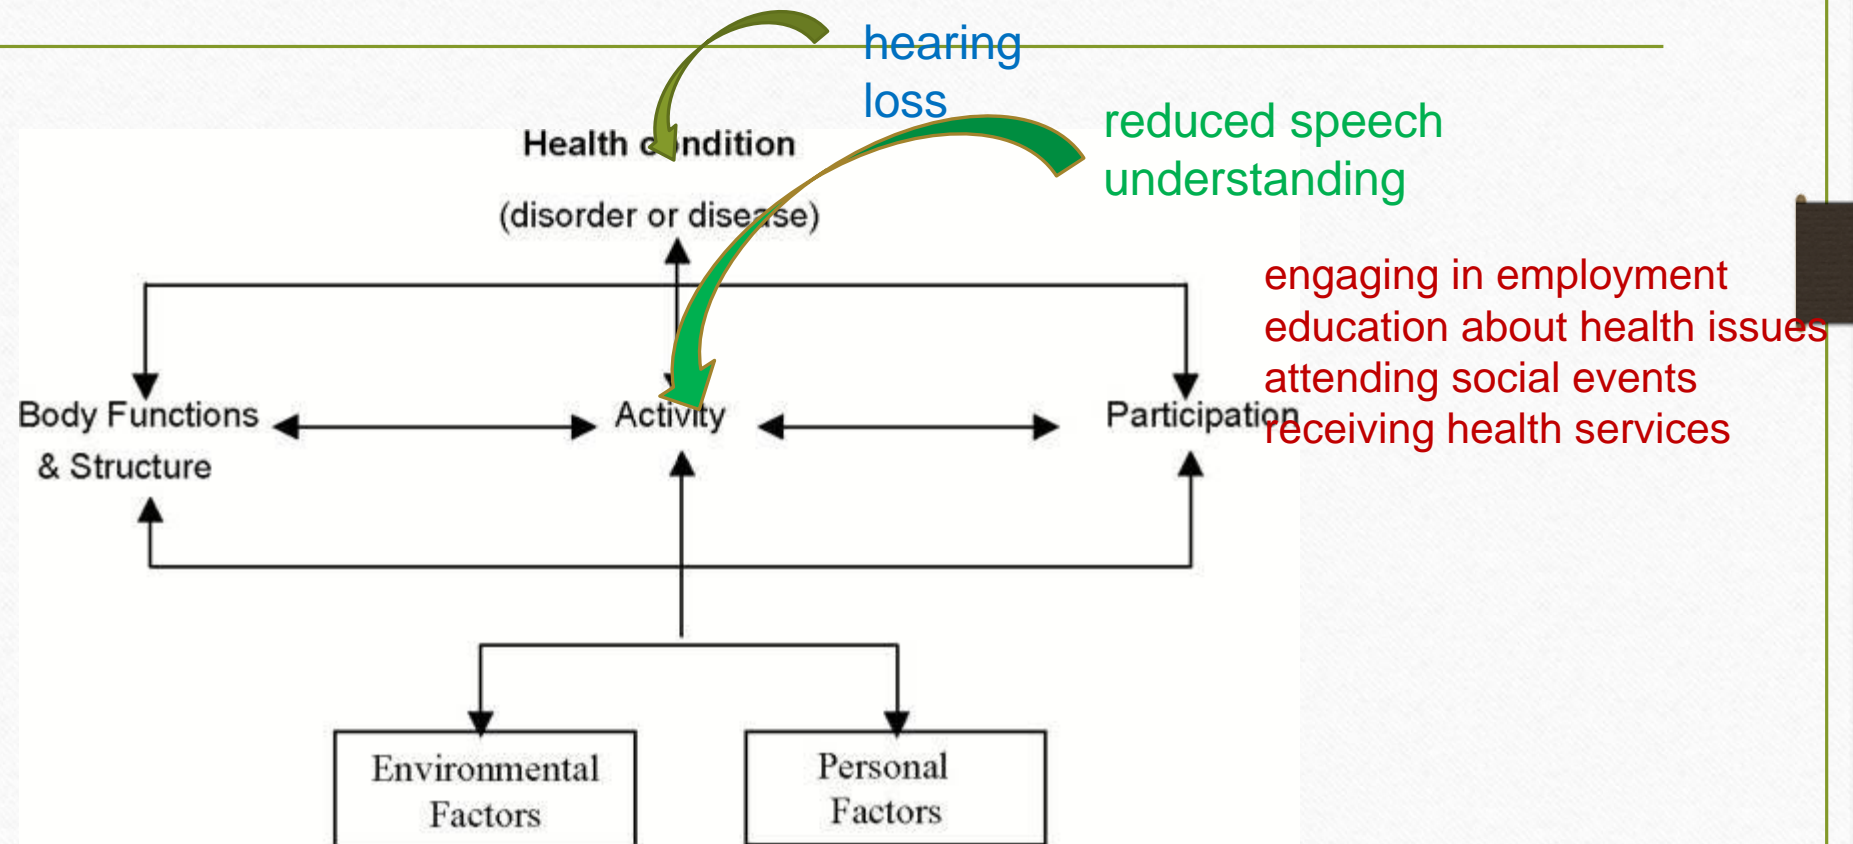 hearing
loss
reduced speech
understanding
Health condition
(disorder or disease)
engaging in employment
education about health issues
attending social events
receiving health services
Body Functions
& Structure
Activity
Participation
Environmental
Factors
Personal
Factors